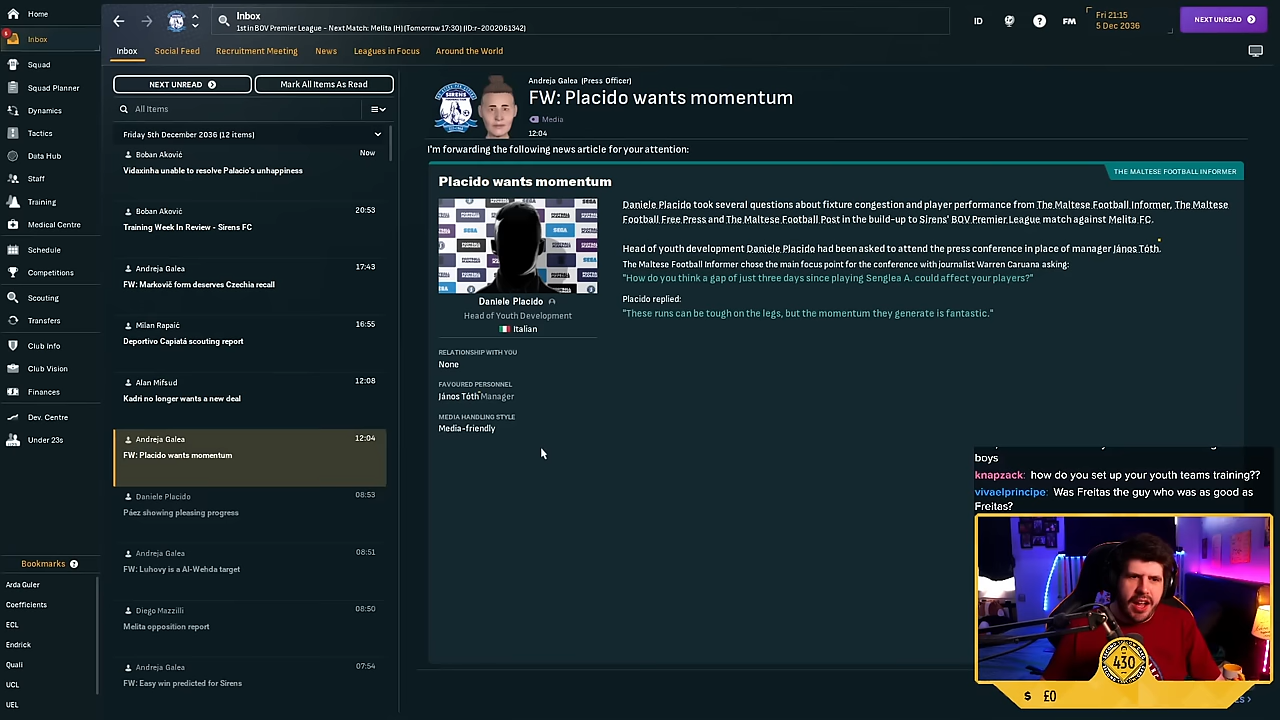 Home
Inbox
Squad
Squad Planner
Dynamics
Tactics
Data Hub
Staff
Training
Medical Centre
Schedule
Competitions
Scouting
Transfers
Club Info
Club Vision
Finances
Dev. Centre
Under 23s
Bookmarks
Arda Guler
Coefficients
ECL
Endrick
Quali
UCL
UEL
Inbox
1st in BOV Premier League - Next Match: Melita (H) (Tomorrow 17:30) (ID:r-2002061342)
ID
FM
Fri 21:15
5 Dec 2036
NEXT UNREAD
Inbox
Social Feed
Recruitment Meeting
News
Leagues in Focus
Around the World
NEXT UNREAD
Mark All Items As Read
All Items
Friday 5th December 2036 (12 items)
Boban Aković
Now
Vidaxinha unable to resolve Palacio's unhappiness
Boban Aković
20:53
Training Week In Review - Sirens FC
Andreja Galea
17:43
FW: Markovič form deserves Czechia recall
Milan Rapaić
16:55
Deportivo Capiatá scouting report
Alan Mifsud
12:08
Kadri no longer wants a new deal
Andreja Galea
12:04
FW: Placido wants momentum
Daniele Placido
08:53
Páez showing pleasing progress
Andreja Galea
08:51
FW: Luhovy is a Al-Wehda target
Diego Mazzilli
08:50
Melita opposition report
Andreja Galea
07:54
FW: Easy win predicted for Sirens
SIRENS
Andreja Galea (Press Officer)
FW: Placido wants momentum
Media
12:04
I'm forwarding the following news article for your attention:
THE MALTESE FOOTBALL INFORMER
Placido wants momentum
Daniele Placido
Head of Youth Development
Italian
RELATIONSHIP WITH YOU
None
FAVOURED PERSONNEL
János Tóth Manager
MEDIA HANDLING STYLE
Media-friendly
Daniele Placido took several questions about fixture congestion and player performance from The Maltese Football Informer, The Maltese
Football Free Press and The Maltese Football Post in the build-up to Sirens' BOV Premier League match against Melita FC.
Head of youth development Daniele Placido had been asked to attend the press conference in place of manager János Tóth.
The Maltese Football Informer chose the main focus point for the conference with journalist Warren Caruana asking:
"How do you think a gap of just three days since playing Senglea A. could affect your players?"
Placido replied:
"These runs can be tough on the legs, but the momentum they generate is fantastic."
boys
knapzack: how do you set up your youth teams training??
vivaelprincipe: Was Freitas the guy who was as good as
Freitas?
430
$ £0